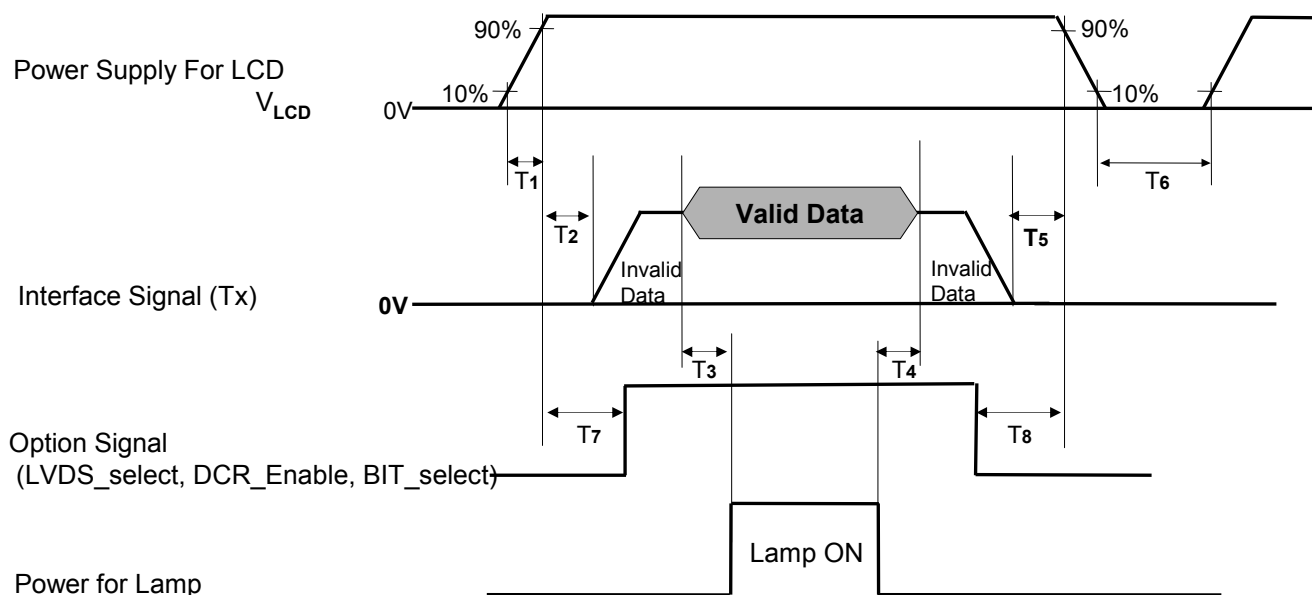 90%
90%
Power Supply For LCD
10%
10%
VLCD
0V
T1
T6
Valid Data
T2
T5
Invalid
Data
Invalid
Data
Interface Signal (Tx)
0V
T3
T4
T7
T8
Option Signal
(LVDS_select, DCR_Enable, BIT_select)
Lamp ON
Power for Lamp